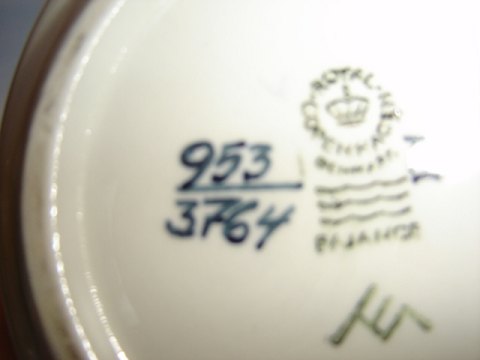 953
3764
ROYAL
COPENHAGEN
DENMARK